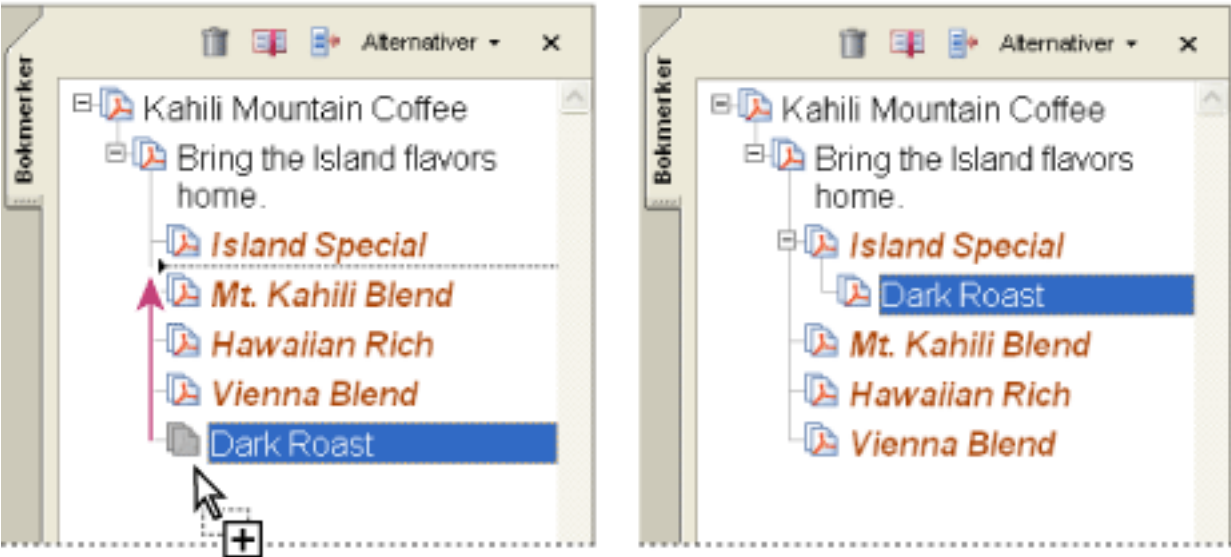 Alternativer
Bokmerker
Kahili Mountain Coffee
Bring the Island flavors
home.
Island Special
Mt. Kahili Blend
Hawaiian Rich
Vienna Blend
Dark Roast
Alternativer
Bokmerker
Kahili Mountain Coffee
Bring the Island flavors
home.
Island Special
Dark Roast
Mt. Kahili Blend
Hawaiian Rich
Vienna Blend